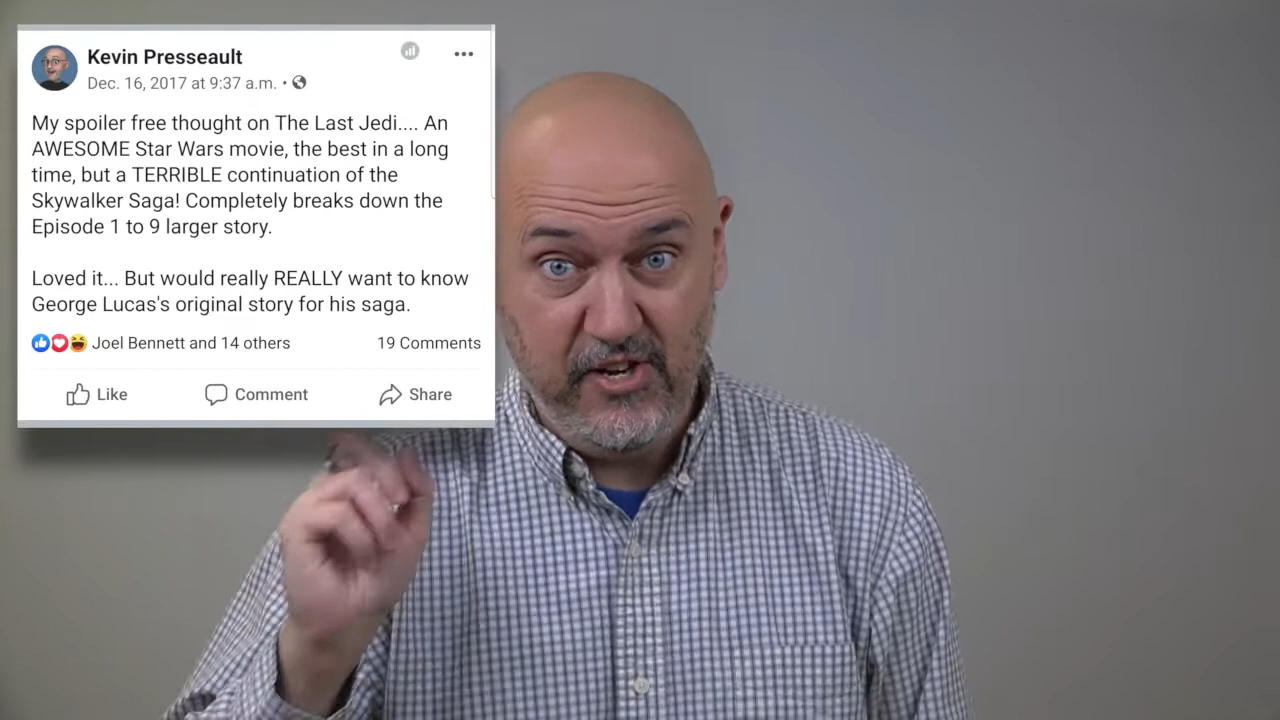 Kevin Presseault
Dec. 16, 2017 at 9:37 a.m. •
My spoiler free thought on The Last Jedi.... An
AWESOME Star Wars movie, the best in a long
time, but a TERRIBLE continuation of the
Skywalker Saga! Completely breaks down the
Episode 1 to 9 larger story.
Loved it... But would really REALLY want to know
George Lucas's original story for his saga.
Joel Bennett and 14 others 19 Comments
Like Comment Share